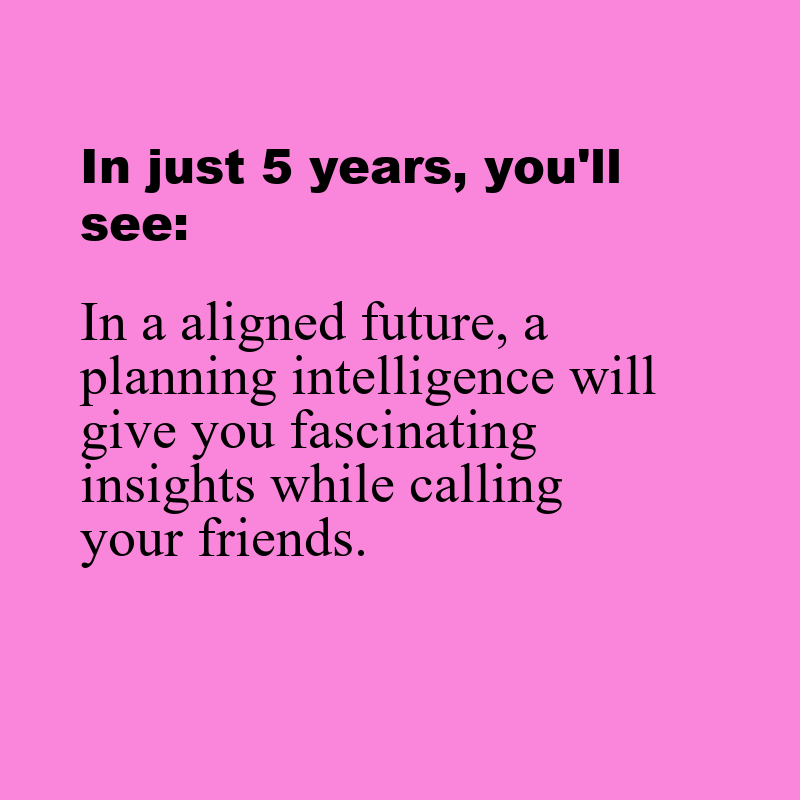 In just 5 years, you'll
see:
In a aligned future, a
planning intelligence will
give you fascinating
insights while calling
your friends.